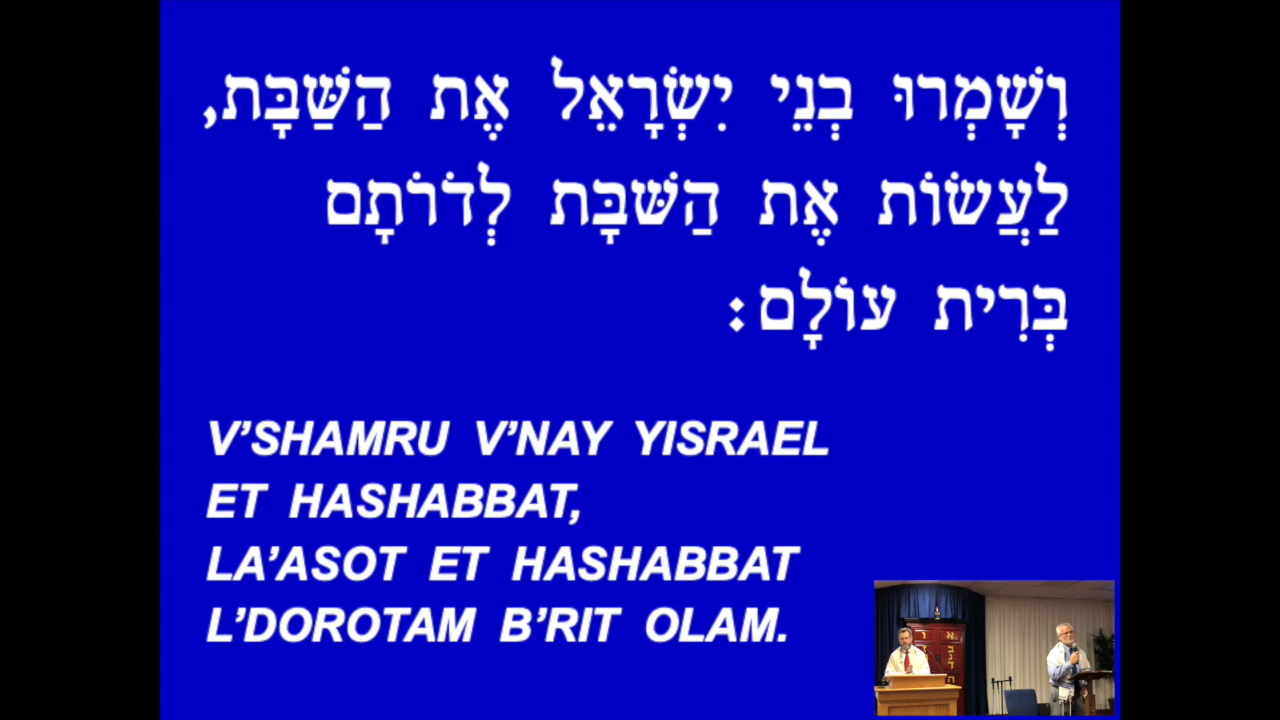 וְשָׁמְרוּ בְנֵי יִשְׂרָאֵל אֶת הַשַּׁבָּת,
לַעֲשׂוֹת אֶת הַשַּׁבָּת לְדֹרֹתָם
בְּרִית עוֹלָם:
V’SHAMRU V’NAY YISRAEL
ET HASHABBAT,
LA’ASOT ET HASHABBAT
L’DOROTAM B’RIT OLAM.